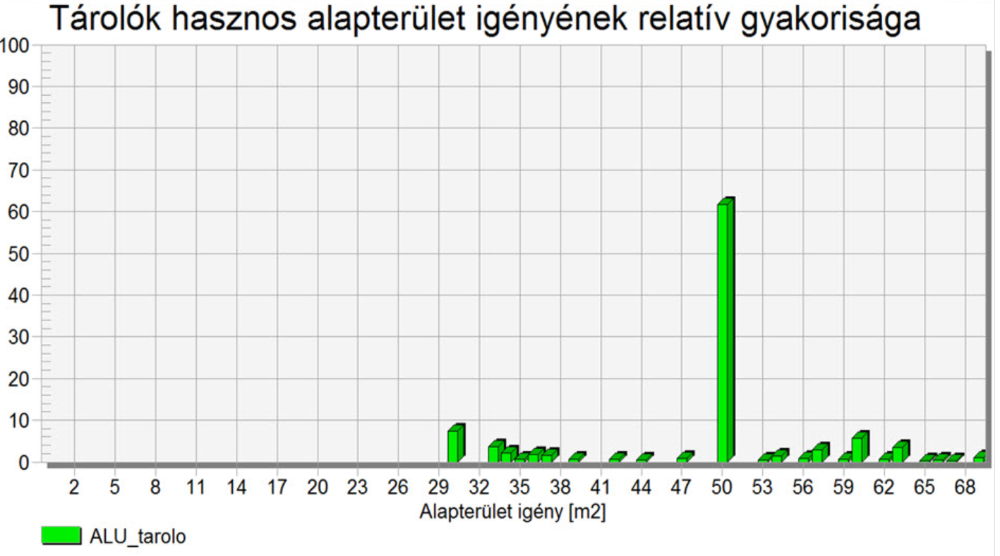 Tárolók hasznos alapterület igényének relatív gyakorisága
100
90
80
70
60
50
40
30
20
10
0
2 5 8 11 14 17 20 23 26 29 32 35 38 41 44 47 50 53 56 59 62 65 68
Alapterület igény [m2]
ALU_tarolo